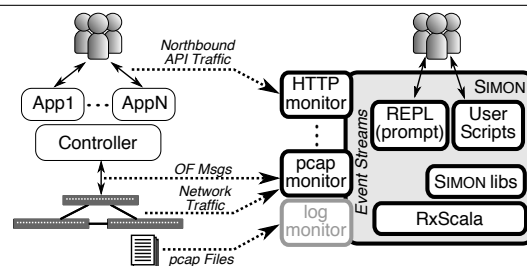 Northbound
API Traffic
App1
AppN
Controller
OF Msgs
Network
Traffic
pcap Files
HTTP
monitor
pcap
monitor
log
monitor
Event Streams
SIMON
REPL
(prompt)
User
Scripts
SIMON libs
RxScala